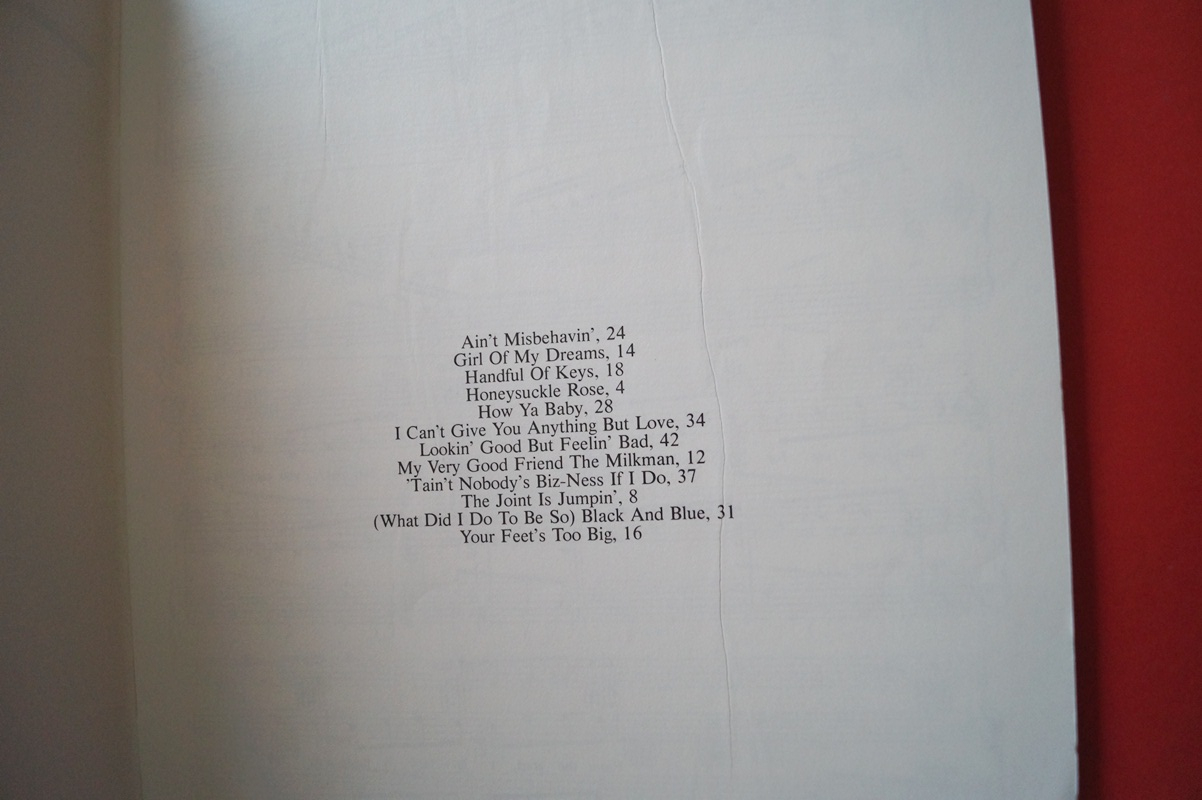 Ain't Misbehavin', 24
Girl Of My Dreams, 14
Handful Of Keys, 18
Honeysuckle Rose, 4
How Ya Baby, 28
I Can't Give You Anything But Love, 34
Lookin' Good But Feelin' Bad, 42
My Very Good Friend The Milkman, 12
'Tain't Nobody's Biz-Ness If I Do, 37
The Joint Is Jumpin', 8
(What Did I Do To Be So) Black And Blue, 31
Your Feet's Too Big, 16